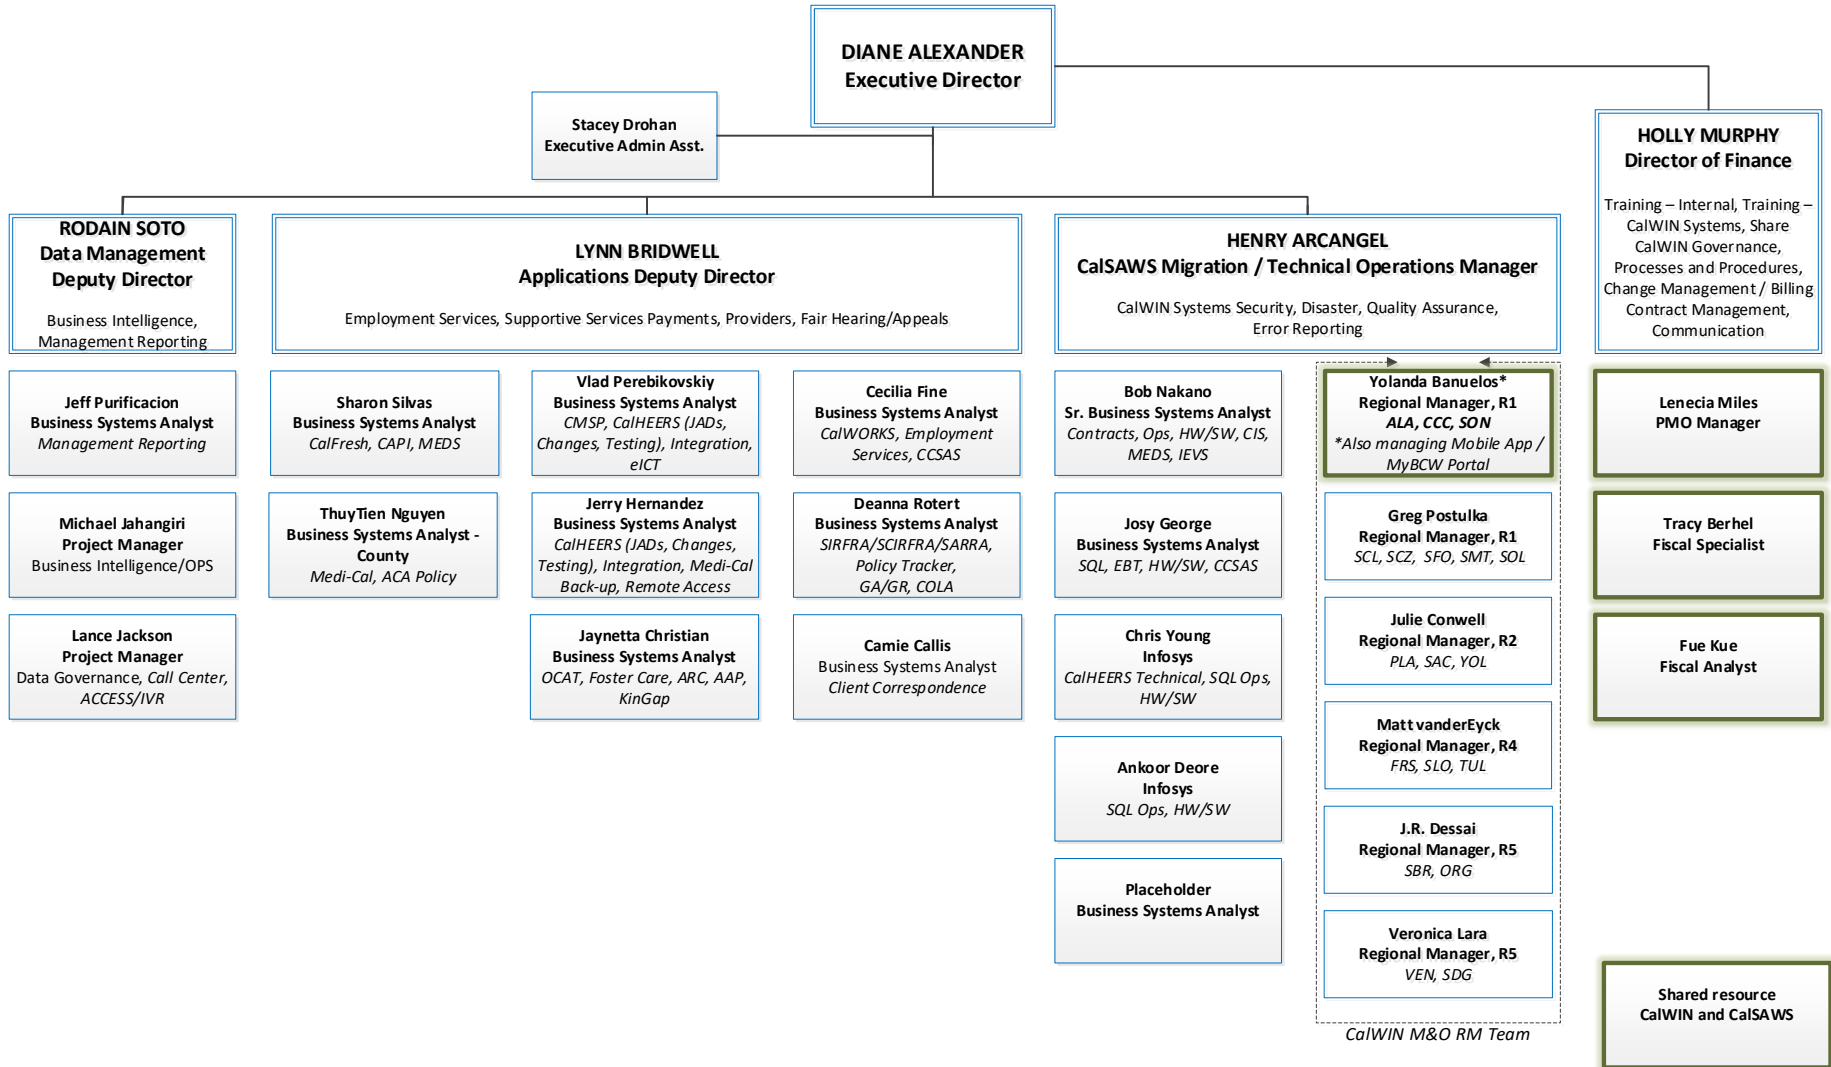 DIANE ALEXANDER
Executive Director
Stacey Drohan
Executive Admin Asst.
HOLLY MURPHY
Director of Finance
Training – Internal, Training –
CalWIN Systems, Share
CalWIN Governance,
Processes and Procedures,
Change Management / Billing
Contract Management,
Communication
RODAIN SOTO
Data Management
Deputy Director
Business Intelligence,
Management Reporting
LYNN BRIDWELL
Applications Deputy Director
Employment Services, Supportive Services Payments, Providers, Fair Hearing/Appeals
HENRY ARCANGEL
CalSAWS Migration / Technical Operations Manager
CalWIN Systems Security, Disaster, Quality Assurance,
Error Reporting
Jeff Purificacion
Business Systems Analyst
Management Reporting
Michael Jahangiri
Project Manager
Business Intelligence/OPS
Lance Jackson
Project Manager
Data Governance, Call Center,
ACCESS/IVR
Sharon Silvas
Business Systems Analyst
CalFresh, CAPI, MEDS
ThuyTien Nguyen
Business Systems Analyst -
County
Medi-Cal, ACA Policy
Vlad Perebikovskiy
Business Systems Analyst
CMSP, CalHEERS (JADs,
Changes, Testing), Integration,
eICT
Jerry Hernandez
Business Systems Analyst
CalHEERS (JADs, Changes,
Testing), Integration, Medi-Cal
Back-up, Remote Access
Jaynetta Christian
Business Systems Analyst
OCAT, Foster Care, ARC, AAP,
KinGap
Cecilia Fine
Business Systems Analyst
CalWORKS, Employment
Services, CCSAS
Deanna Rotert
Business Systems Analyst
SIRFRA/SCIRFRA/SARRA,
Policy Tracker,
GA/GR, COLA
Camie Callis
Business Systems Analyst
Client Correspondence
Bob Nakano
Sr. Business Systems Analyst
Contracts, Ops, HW/SW, CIS,
MEDS, IEVS
Josy George
Business Systems Analyst
SQL, EBT, HW/SW, CCSAS
Chris Young
Infosys
CalHEERS Technical, SQL Ops,
HW/SW
Ankoor Deore
Infosys
SQL Ops, HW/SW
Placeholder
Business Systems Analyst
Yolanda Banuelos*
Regional Manager, R1
ALA, CCC, SON
*Also managing Mobile App /
MyBCW Portal
Greg Postulka
Regional Manager, R1
SCL, SCZ, SFO, SMT, SOL
Julie Conwell
Regional Manager, R2
PLA, SAC, YOL
Matt vanderEyck
Regional Manager, R4
FRS, SLO, TUL
J.R. Dessai
Regional Manager, R5
SBR, ORG
Veronica Lara
Regional Manager, R5
VEN, SDG
CalWIN M&O RM Team
Lenecia Miles
PMO Manager
Tracy Berhel
Fiscal Specialist
Fue Kue
Fiscal Analyst
Shared resource
CalWIN and CalSAWS